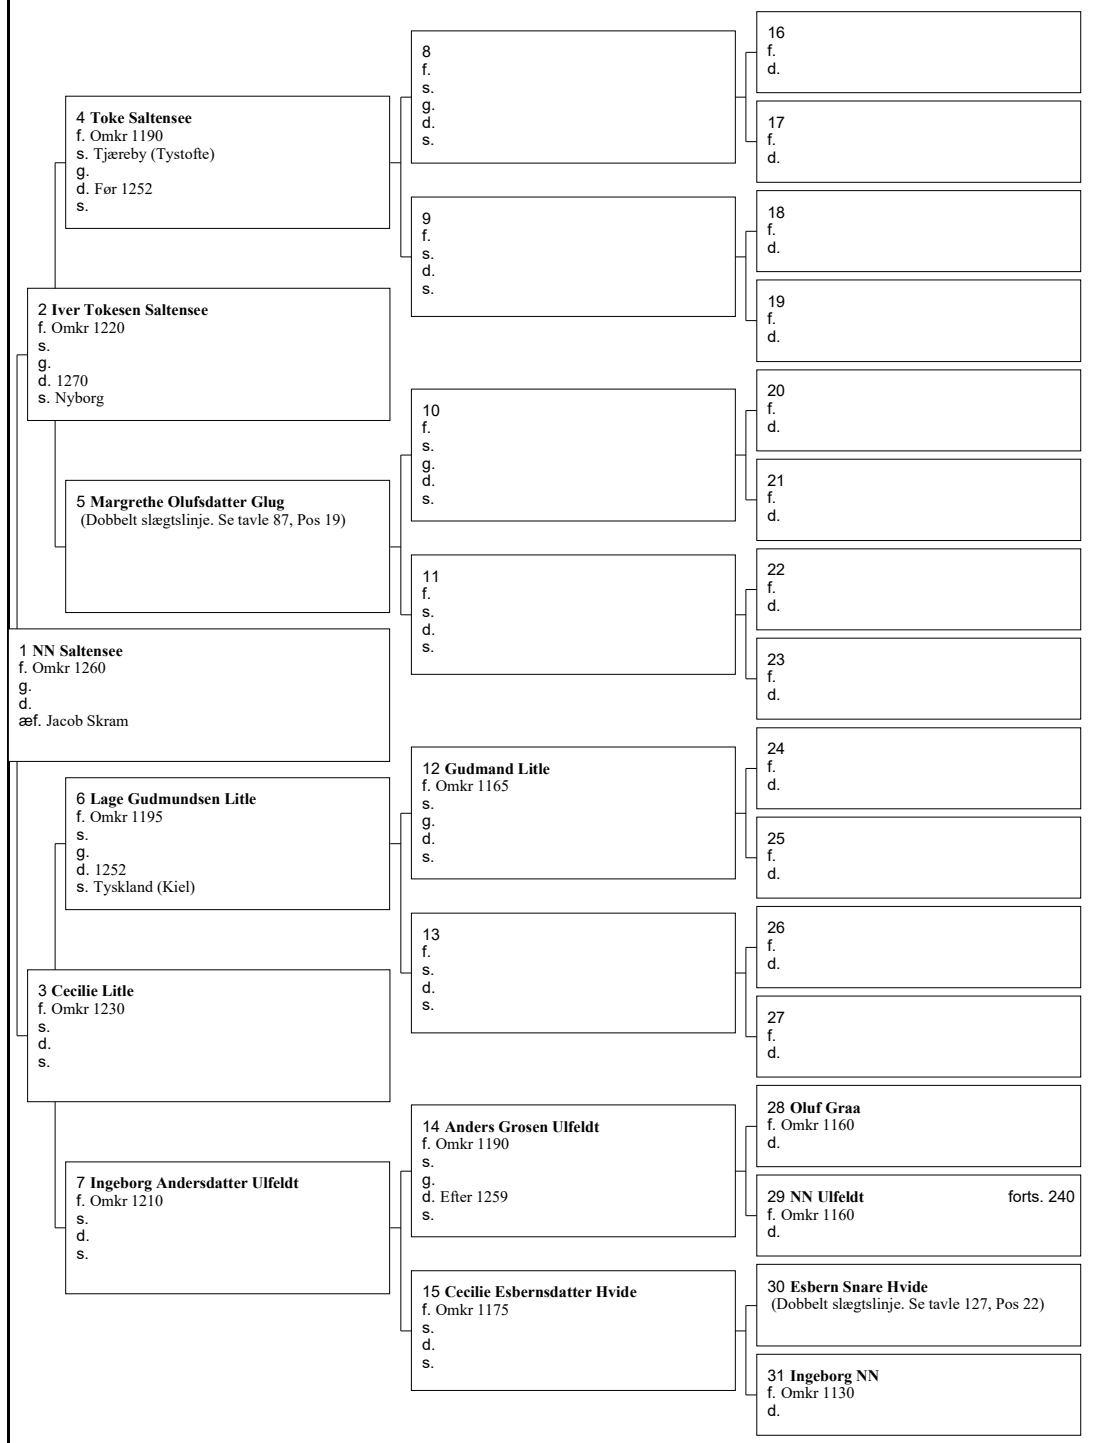 16
f.
d.
8
f.
s.
g.
d.
s.
17
f.
d.
4 Toke Saltensee
f. Omkr 1190
s. Tjæreby (Tystofte)
g.
d. Før 1252
s.
18
f.
d.
9
f.
s.
d.
s.
19
f.
d.
2 Iver Tokesen Saltensee
f. Omkr 1220
s.
g.
d. 1270
s. Nyborg
20
f.
d.
10
f.
s.
g.
d.
s.
21
f.
d.
5 Margrethe Olufsdatter Glug
(Dobbelt slægtslinje. Se tavle 87, Pos 19)
22
f.
d.
11
f.
s.
d.
s.
23
f.
d.
1 NN Saltensee
f. Omkr 1260
g.
d.
æf. Jacob Skram
24
f.
d.
12 Gudmand Litle
f. Omkr 1165
s.
g.
d.
s.
25
f.
d.
6 Lage Gudmundsen Litle
f. Omkr 1195
s.
g.
d. 1252
s. Tyskland (Kiel)
26
f.
d.
13
f.
s.
d.
s.
27
f.
d.
3 Cecilie Litle
f. Omkr 1230
s.
d.
s.
28 Oluf Graa
f. Omkr 1160
d.
14 Anders Grosen Ulfeldt
f. Omkr 1190
s.
g.
d. Efter 1259
s.
29 NN Ulfeldt forts. 240
f. Omkr 1160
d.
7 Ingeborg Andersdatter Ulfeldt
f. Omkr 1210
s.
d.
s.
30 Esbern Snare Hvide
(Dobbelt slægtslinje. Se tavle 127, Pos 22)
15 Cecilie Esbernsdatter Hvide
f. Omkr 1175
s.
d.
s.
31 Ingeborg NN
f. Omkr 1130
d.